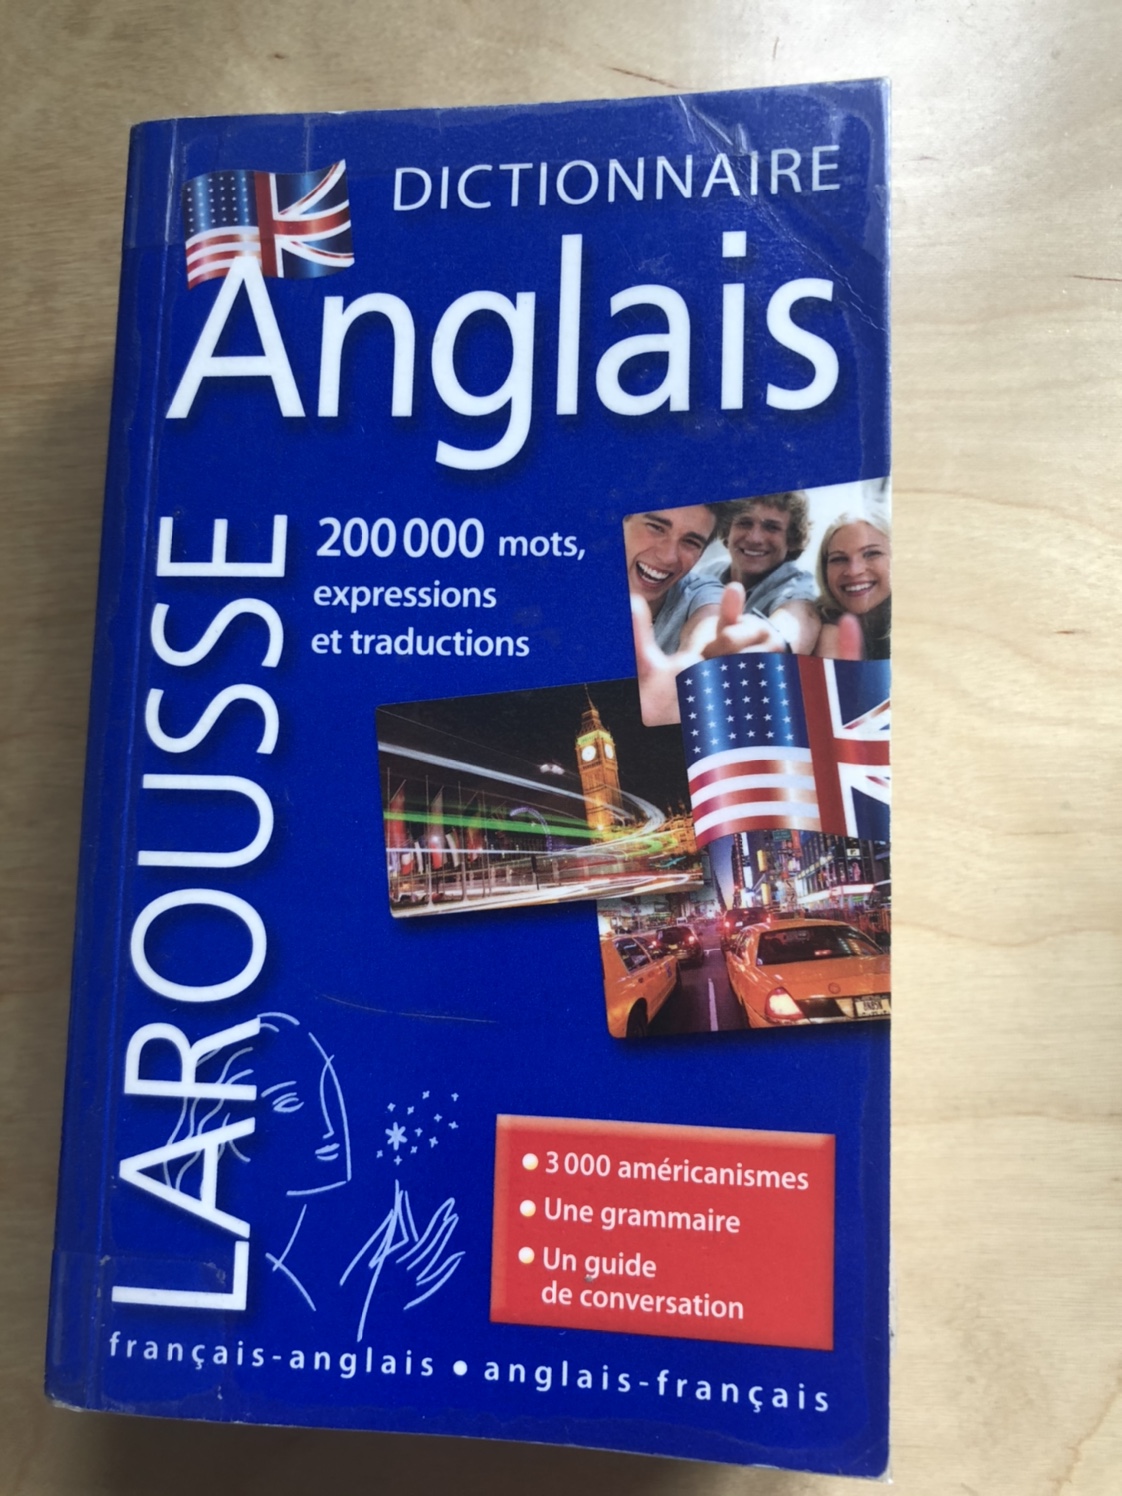 DICTIONNAIRE
Anglais
LAROUSSE
200 000 mots,
expressions
et traductions
• 3 000 américanismes
• Une grammaire
• Un guide
de conversation
français-anglais • anglais-français